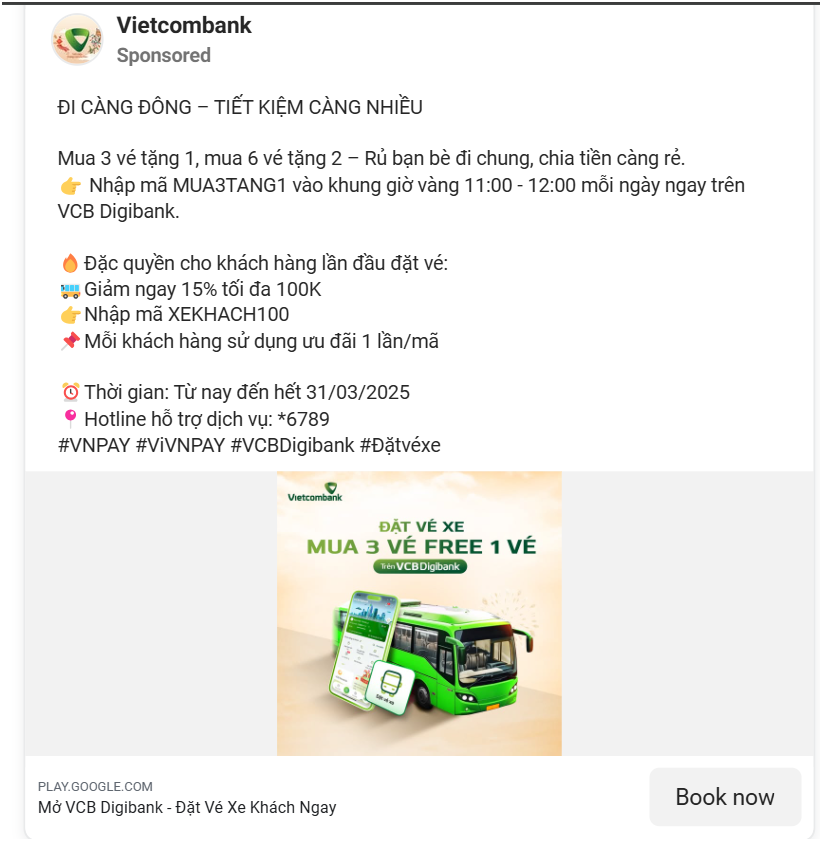 Vietcombank
Sponsored
ĐI CÀNG ĐÔNG – TIẾT KIỆM CÀNG NHIỀU
Mua 3 vé tặng 1, mua 6 vé tặng 2 – Rủ bạn bè đi chung, chia tiền càng rẻ.
👉 Nhập mã MUA3TANG1 vào khung giờ vàng 11:00 - 12:00 mỗi ngày ngay trên
VCB Digibank.
🔥Đặc quyền cho khách hàng lần đầu đặt vé:
🚌Giảm ngay 15% tối đa 100K
👉Nhập mã XEKHACH100
📌Mỗi khách hàng sử dụng ưu đãi 1 lần/mã
⏰Thời gian: Từ nay đến hết 31/03/2025
📍Hotline hỗ trợ dịch vụ: *6789
#VNPAY #ViVNPAY #VCBDigibank #Đặtvéxe
Vietcombank
ĐẶT VÉ XE
MUA 3 VÉ FREE 1 VÉ
Trên VCBDigibank
Đặt vé xe
PLAY.GOOGLE.COM
Mở VCB Digibank - Đặt Vé Xe Khách Ngay
Book now